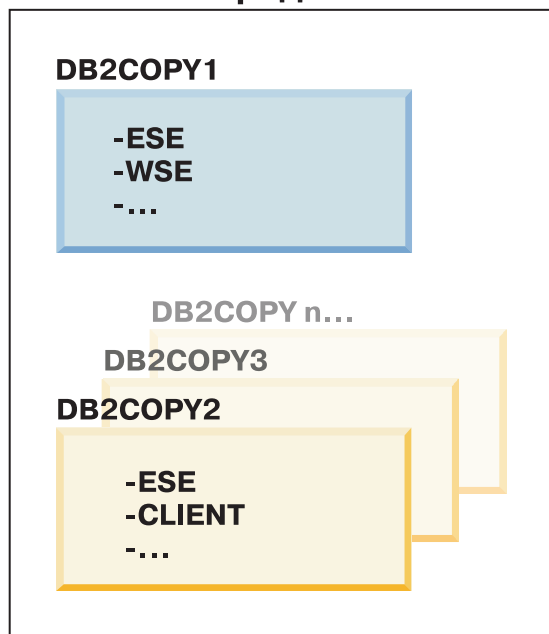 DB2COPY1
-ESE
-WSE
-...
DB2COPY n...
DB2COPY3
DB2COPY2
-ESE
-CLIENT
-...